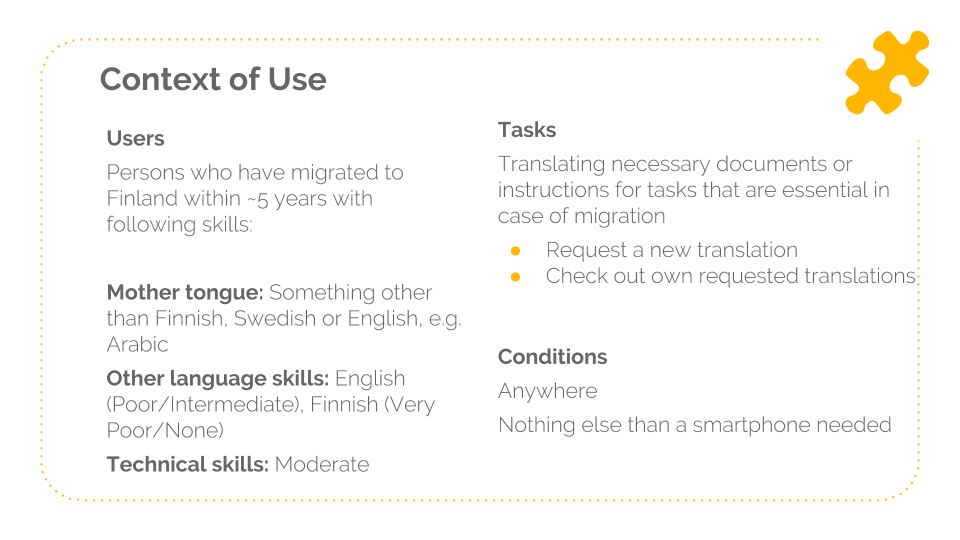 Context of Use
Users
Persons who have migrated to
Finland within ~5 years with
following skills:
Mother tongue: Something other
than Finnish, Swedish or English, e.g.
Arabic
Other language skills: English
(Poor/Intermediate), Finnish (Very
Poor/None)
Technical skills: Moderate
Tasks
Translating necessary documents or
instructions for tasks that are essential in
case of migration
● Request a new translation
● Check out own requested translations
Conditions
Anywhere
Nothing else than a smartphone needed